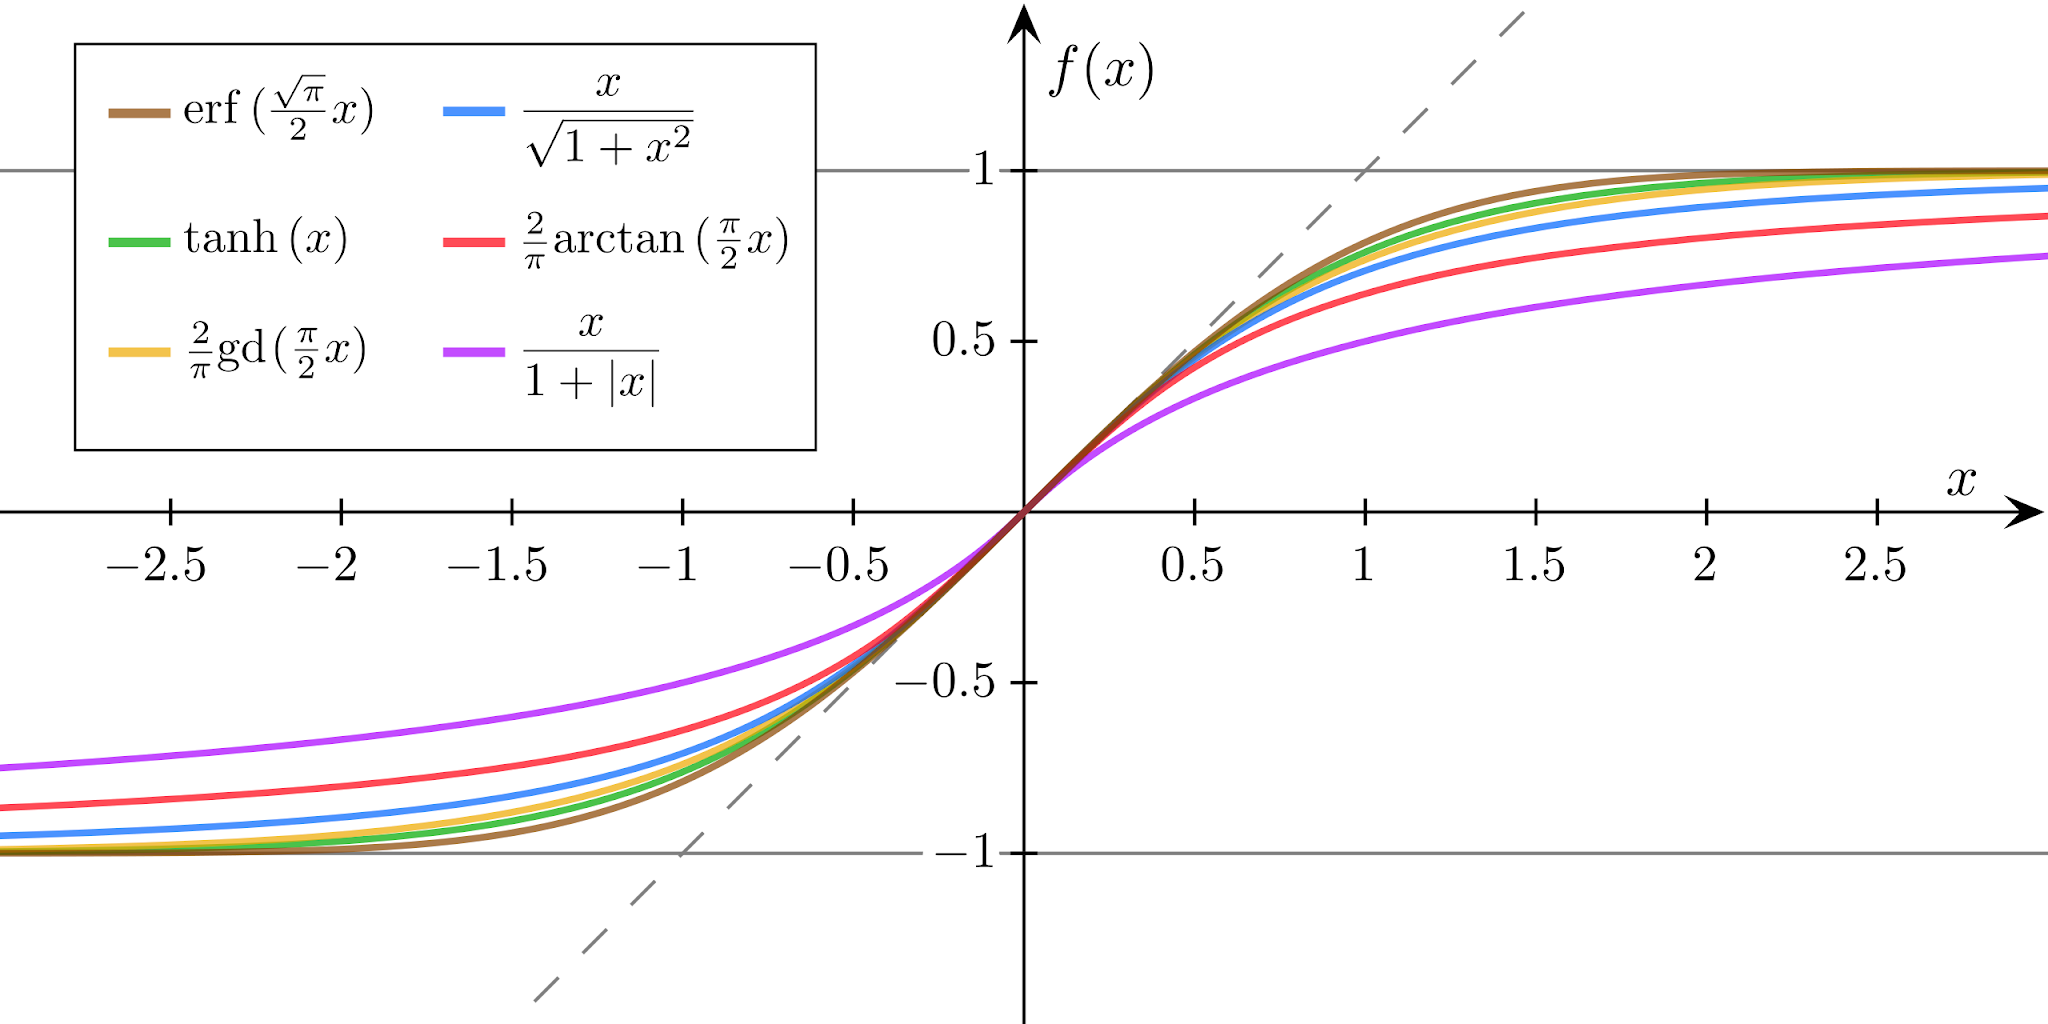 f(x)
erf (√π/2 x)
x/√(1 + x²)
1
tanh (x)
2/π arctan (π/2 x)
0.5
2/π gd (π/2 x)
x/(1 + |x|)
x
−2.5 −2 −1.5 −1 −0.5 0.5 1 1.5 2 2.5
−0.5
−1